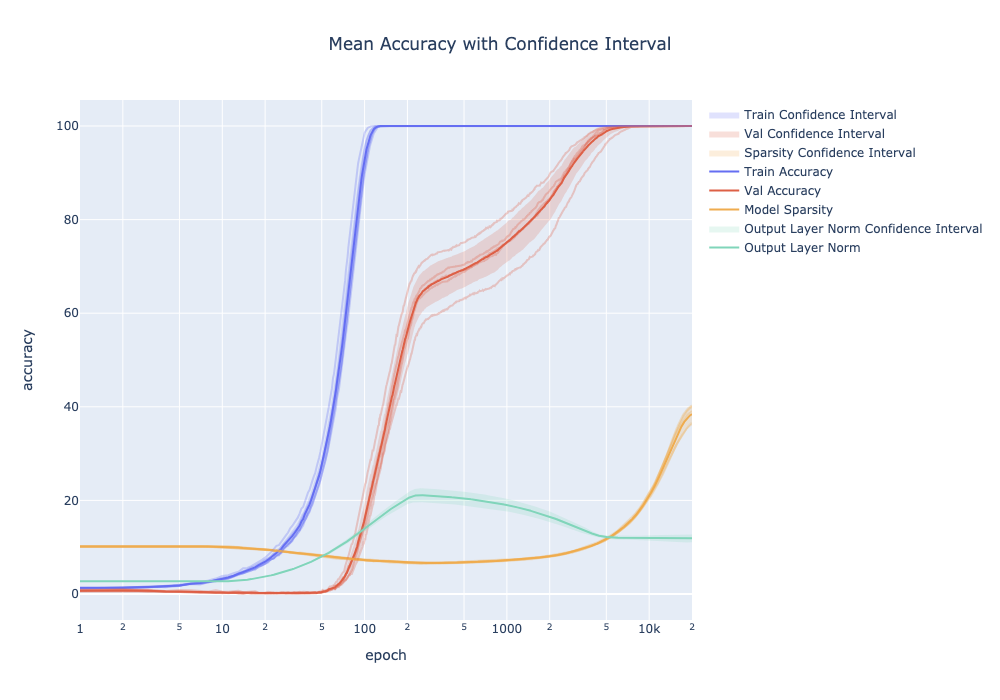 Mean Accuracy with Confidence Interval
Train Confidence Interval
Val Confidence Interval
Sparsity Confidence Interval
Train Accuracy
Val Accuracy
Model Sparsity
Output Layer Norm Confidence Interval
Output Layer Norm
accuracy
100
80
60
40
20
0
1 2 5 10 2 5 100 2 5 1000 2 5 10k 2
epoch